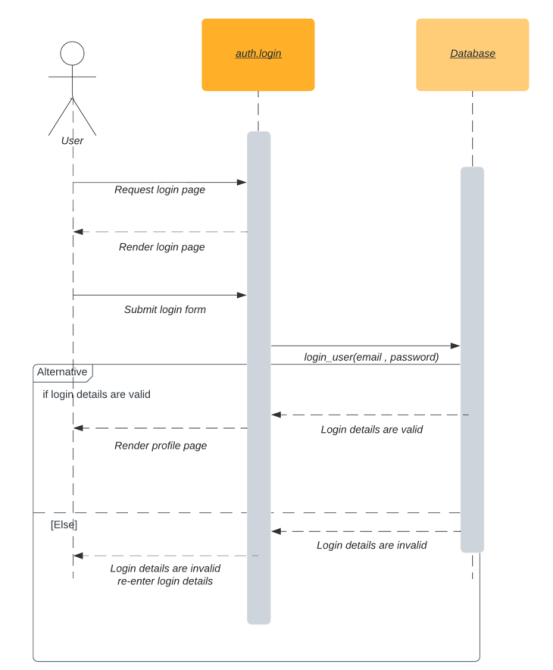 auth.login
Database
User
Request login page
Render login page
Submit login form
login_user(email , password)
Alternative
if login details are valid
Login details are valid
Render profile page
[Else]
Login details are invalid
Login details are invalid
re-enter login details